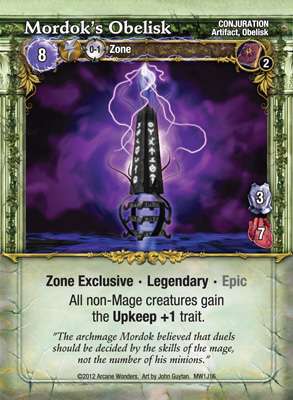 Mordok's Obelisk
CONJURATION
Artifact, Obelisk
8
0-1
Zone
2
3
7
Zone Exclusive · Legendary · Epic
All non-Mage creatures gain
the Upkeep +1 trait.
"The archmage Mordok believed that duels
should be decided by the skills of the mage,
not the number of his minions."
©2012 Arcane Wonders. Art by John Guytan. MW1J16